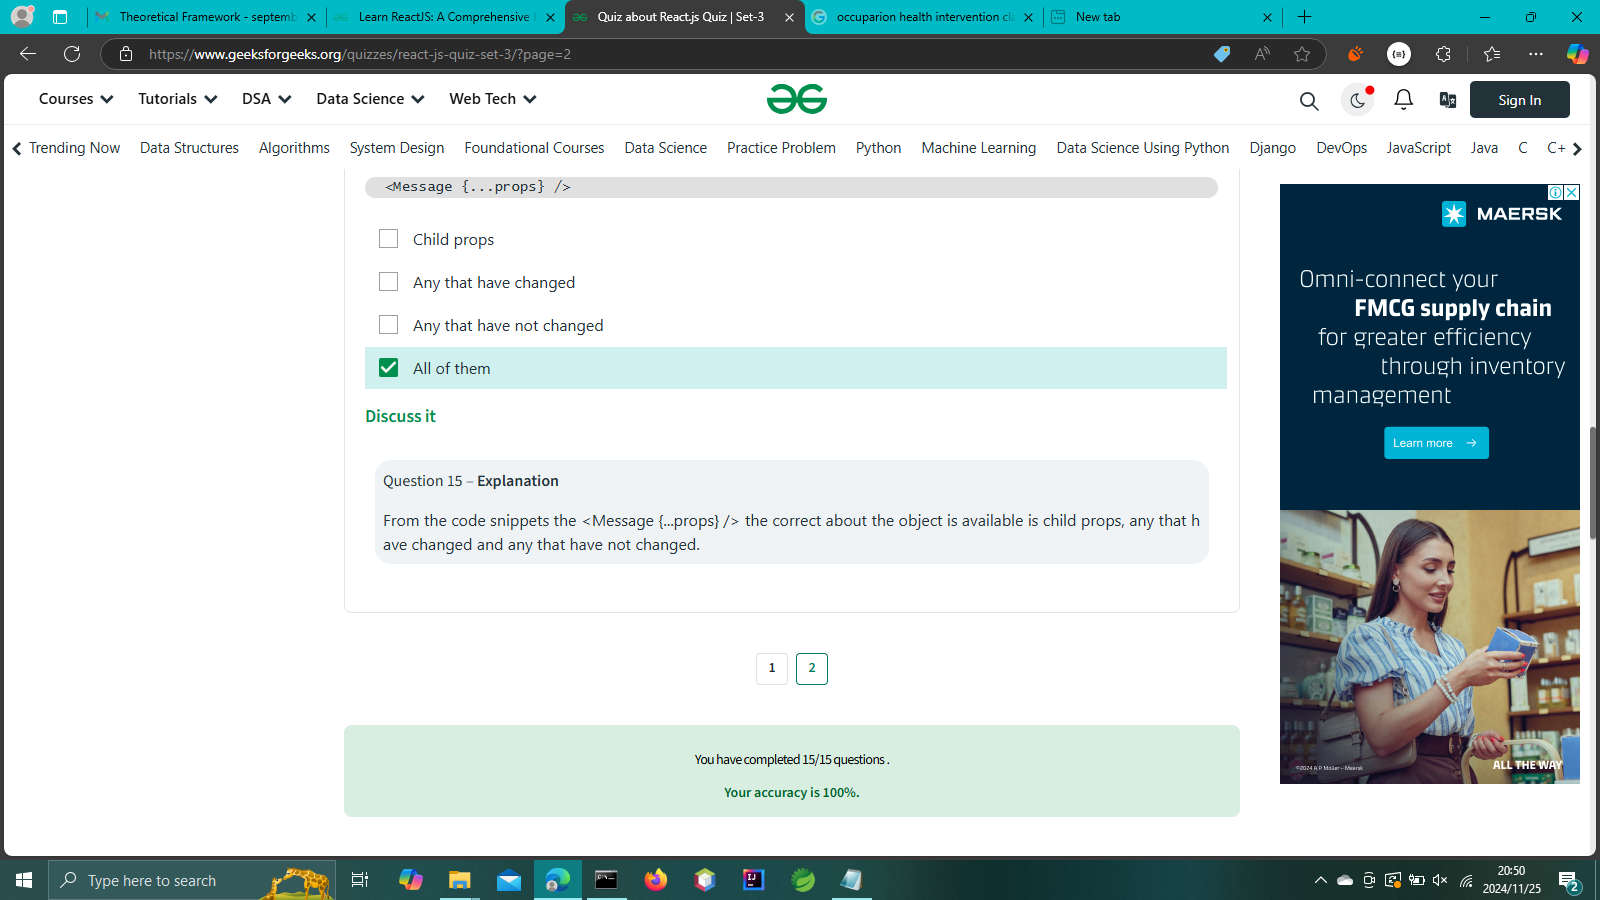 Theoretical Framework - septemb
Learn ReactJS: A Comprehensive
Quiz about React.js Quiz | Set-3
occuparion health intervention cl
New tab
https://www.geeksforgeeks.org/quizzes/react-js-quiz-set-3/?page=2
Courses
Tutorials
DSA
Data Science
Web Tech
Sign In
Trending Now
Data Structures
Algorithms
System Design
Foundational Courses
Data Science
Practice Problem
Python
Machine Learning
Data Science Using Python
Django
DevOps
JavaScript
Java
C
C+
<Message {...props} />
Child props
Any that have changed
Any that have not changed
All of them
Discuss it
Question 15 – Explanation
From the code snippets the <Message {...props} /> the correct about the object is available is child props, any that h
ave changed and any that have not changed.
1
2
You have completed 15/15 questions .
Your accuracy is 100%.
MAERSK
Omni-connect your
FMCG supply chain
for greater efficiency
through inventory
management
Learn more
©2024 A.P. Moller – Maersk
ALL THE WAY
Type here to search
20:50
2024/11/25
2